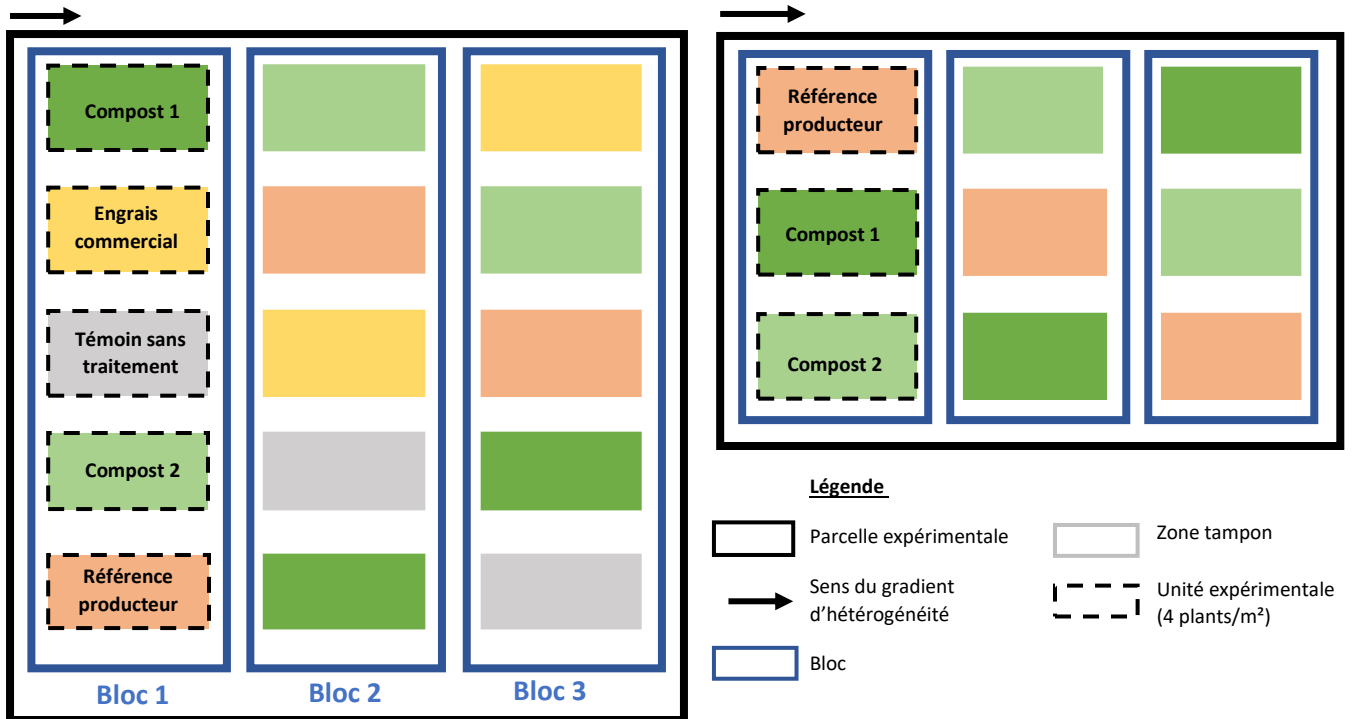 Compost 1
Engrais
commercial
Témoin sans
traitement
Compost 2
Référence
producteur
Bloc 1
Bloc 2
Bloc 3
Référence
producteur
Compost 1
Compost 2
Légende
Parcelle expérimentale
Zone tampon
Sens du gradient
d’hétérogénéité
Unité expérimentale
(4 plants/m²)
Bloc